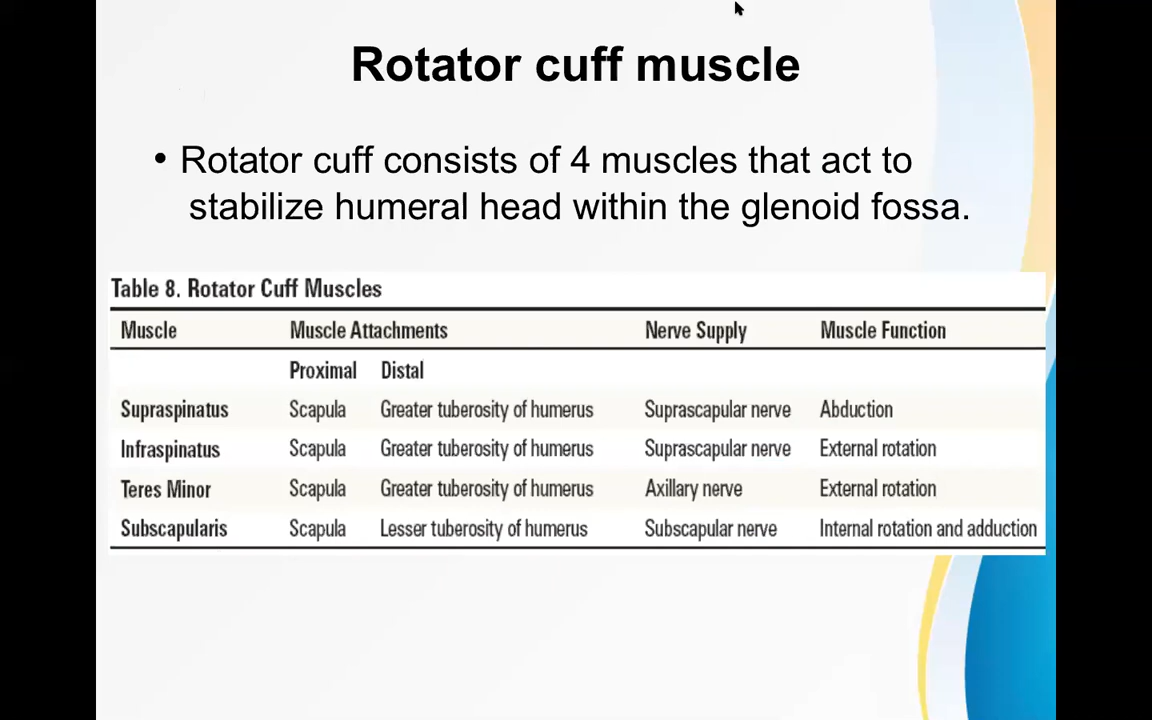 Rotator cuff muscle
• Rotator cuff consists of 4 muscles that act to
stabilize humeral head within the glenoid fossa.
Table 8. Rotator Cuff Muscles
Muscle Muscle Attachments Nerve Supply Muscle Function
Proximal Distal
Supraspinatus Scapula Greater tuberosity of humerus Suprascapular nerve Abduction
Infraspinatus Scapula Greater tuberosity of humerus Suprascapular nerve External rotation
Teres Minor Scapula Greater tuberosity of humerus Axillary nerve External rotation
Subscapularis Scapula Lesser tuberosity of humerus Subscapular nerve Internal rotation and adduction